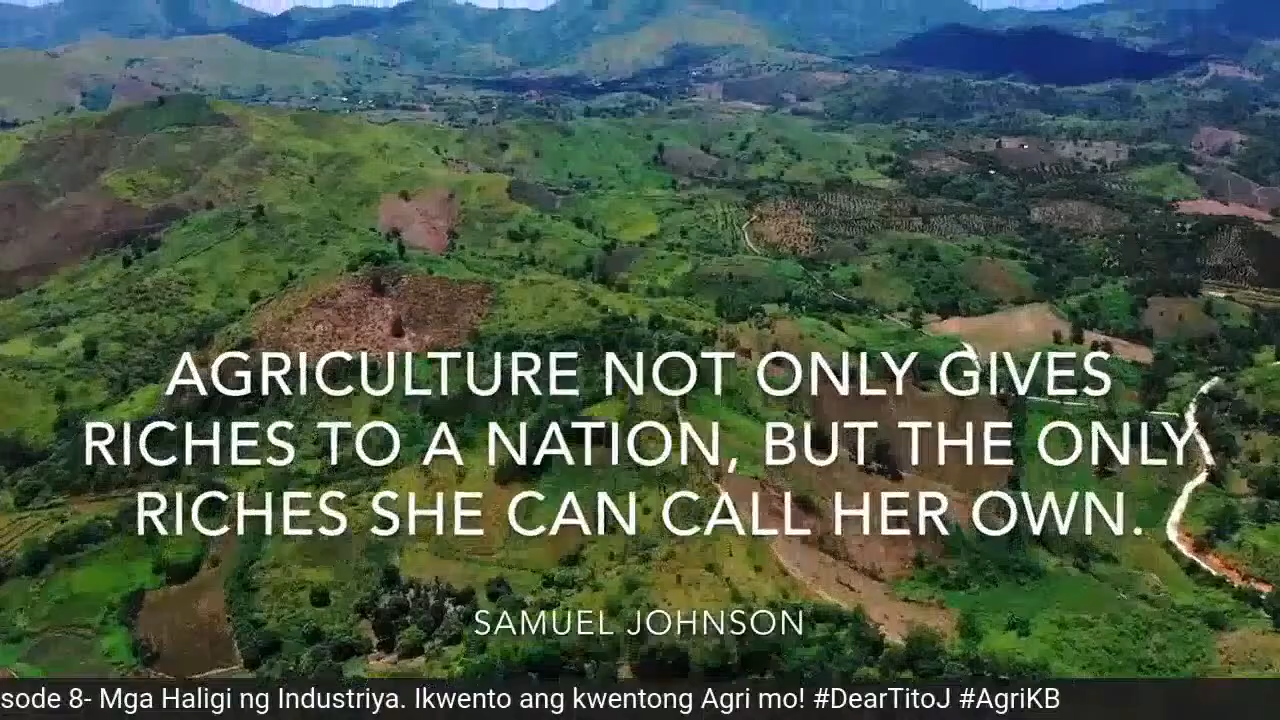 AGRICULTURE NOT ONLY GIVES
RICHES TO A NATION, BUT THE ONLY
RICHES SHE CAN CALL HER OWN.
SAMUEL JOHNSON
sode 8- Mga Haligi ng Industriya. Ikwento ang kwentong Agri mo! #DearTitoJ #AgriKB